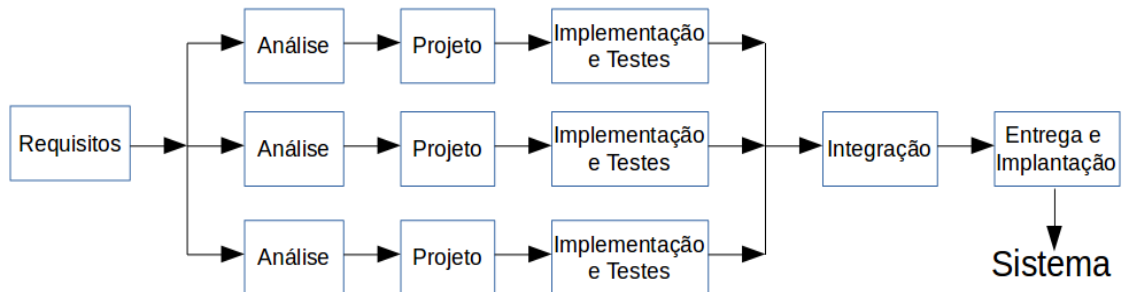 Análise
Projeto
Implementação
e Testes
Requisitos
Análise
Projeto
Implementação
e Testes
Integração
Entrega e
Implantação
Análise
Projeto
Implementação
e Testes
Sistema